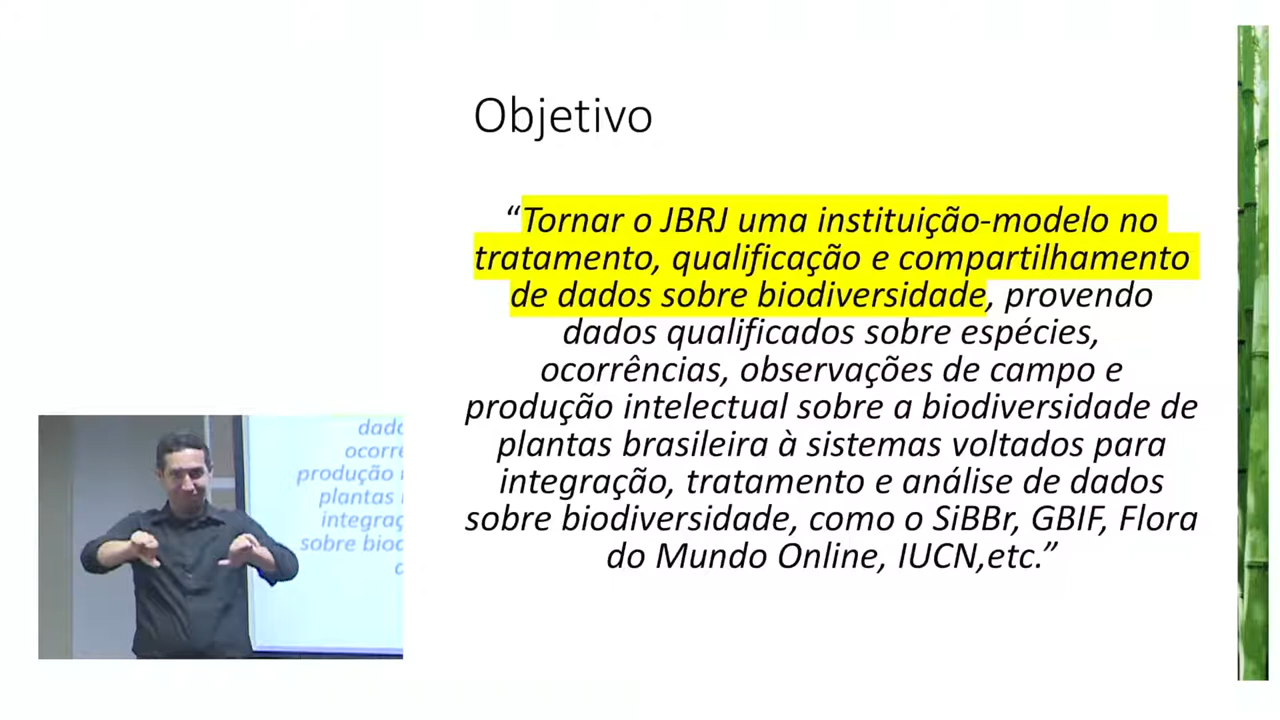 Objetivo
“Tornar o JBRJ uma instituição-modelo no
tratamento, qualificação e compartilhamento
de dados sobre biodiversidade, provendo
dados qualificados sobre espécies,
ocorrências, observações de campo e
produção intelectual sobre a biodiversidade de
plantas brasileira à sistemas voltados para
integração, tratamento e análise de dados
sobre biodiversidade, como o SiBBr, GBIF, Flora
do Mundo Online, IUCN,etc.”
dado
ocorrê
produção
plantas
integraç
sobre biod